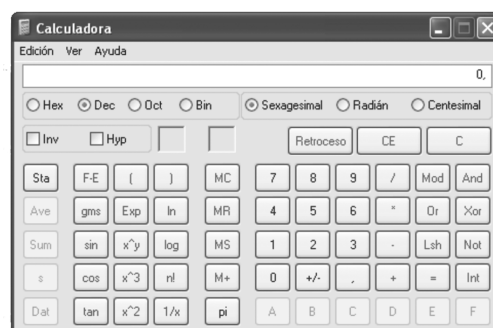 Calculadora
Edición Ver Ayuda
0,
Hex Dec Oct Bin Sexagesimal Radián Centesimal
Inv Hyp Retroceso CE C
Sta F-E ( ) MC 7 8 9 / Mod And
Ave gms Exp ln MR 4 5 6 * Or Xor
Sum sin x^y log MS 1 2 3 - Lsh Not
s cos x^3 n! M+ 0 +/- , + = Int
Dat tan x^2 1/x pi A B C D E F